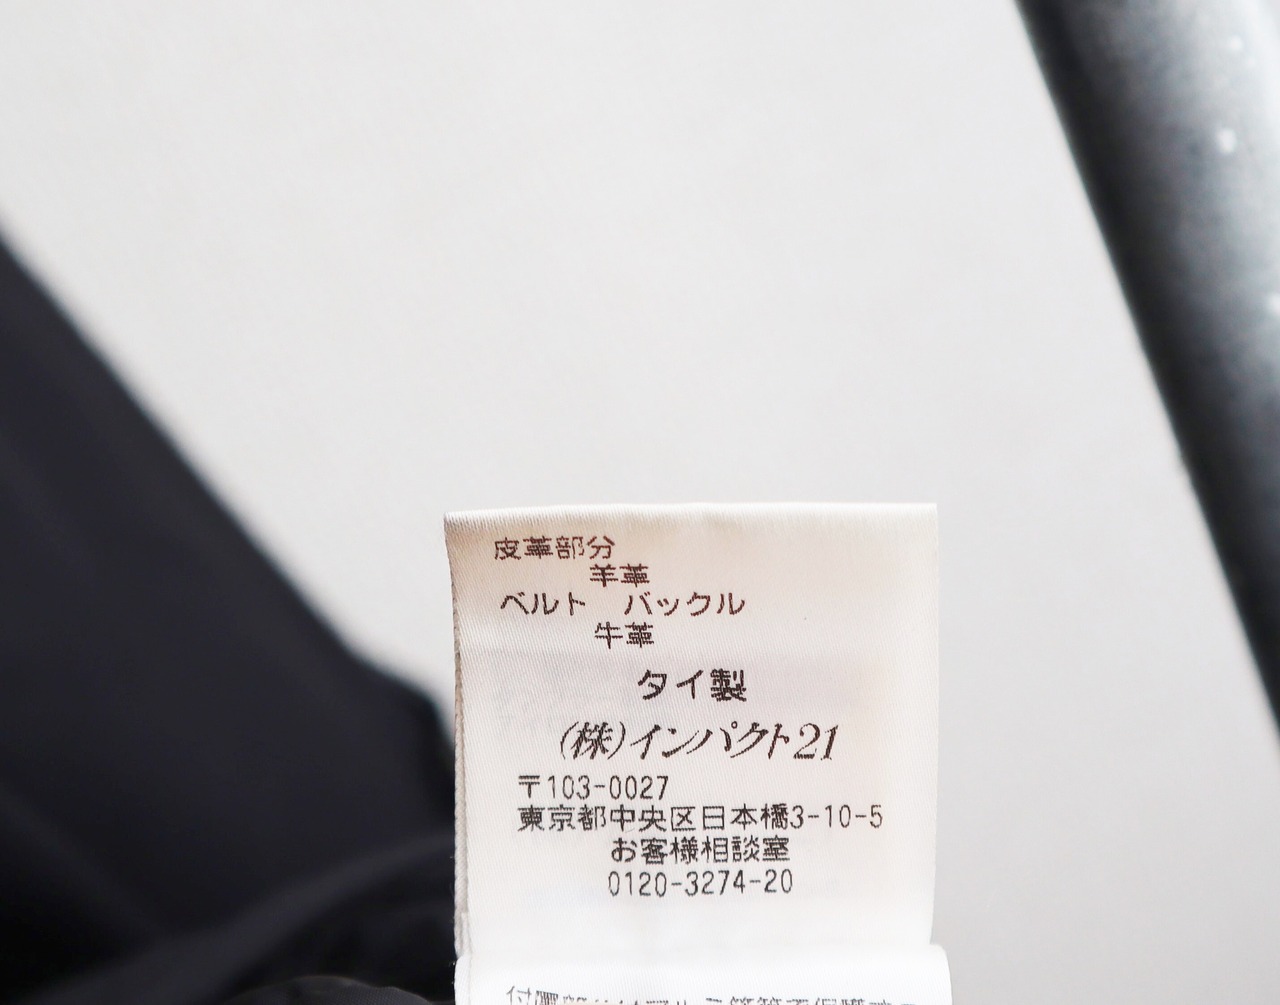 皮革部分
羊革
ベルト　バックル
牛革
タイ製
(株)インパクト21
〒103-0027
東京都中央区日本橋3-10-5
お客様相談室
0120-3274-20